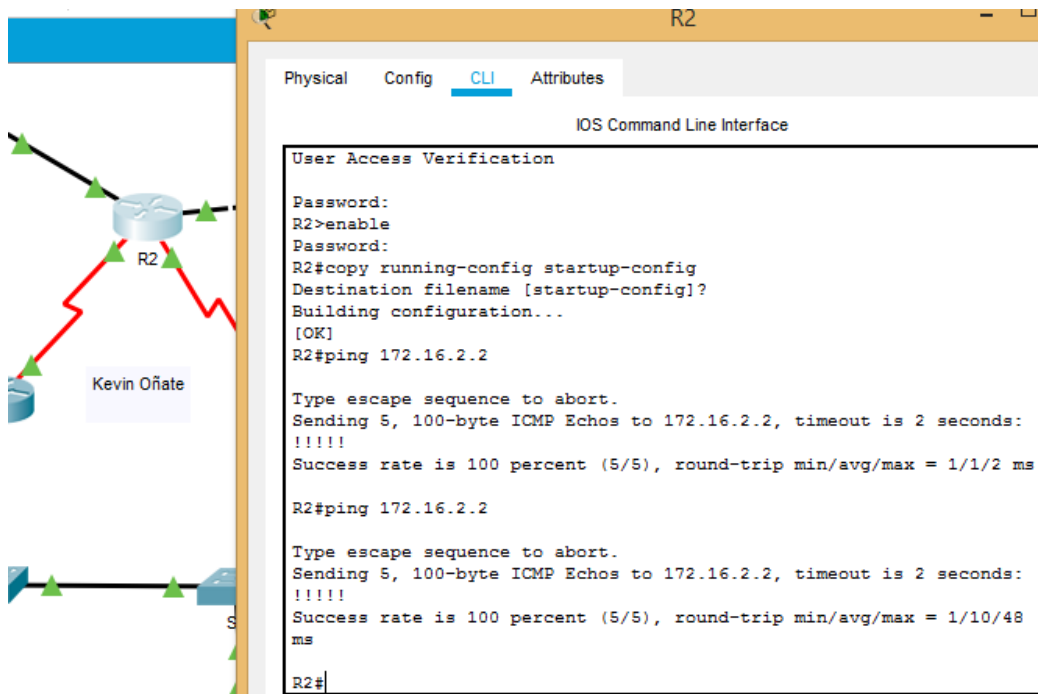 R2
Physical Config CLI Attributes
IOS Command Line Interface
User Access Verification
Password:
R2>enable
Password:
R2#copy running-config startup-config
Destination filename [startup-config]?
Building configuration...
[OK]
R2#ping 172.16.2.2
Type escape sequence to abort.
Sending 5, 100-byte ICMP Echos to 172.16.2.2, timeout is 2 seconds:
!!!!!
Success rate is 100 percent (5/5), round-trip min/avg/max = 1/1/2 ms
R2#ping 172.16.2.2
Type escape sequence to abort.
Sending 5, 100-byte ICMP Echos to 172.16.2.2, timeout is 2 seconds:
!!!!!
Success rate is 100 percent (5/5), round-trip min/avg/max = 1/10/48
ms
R2#
R2
Kevin Oñate
S